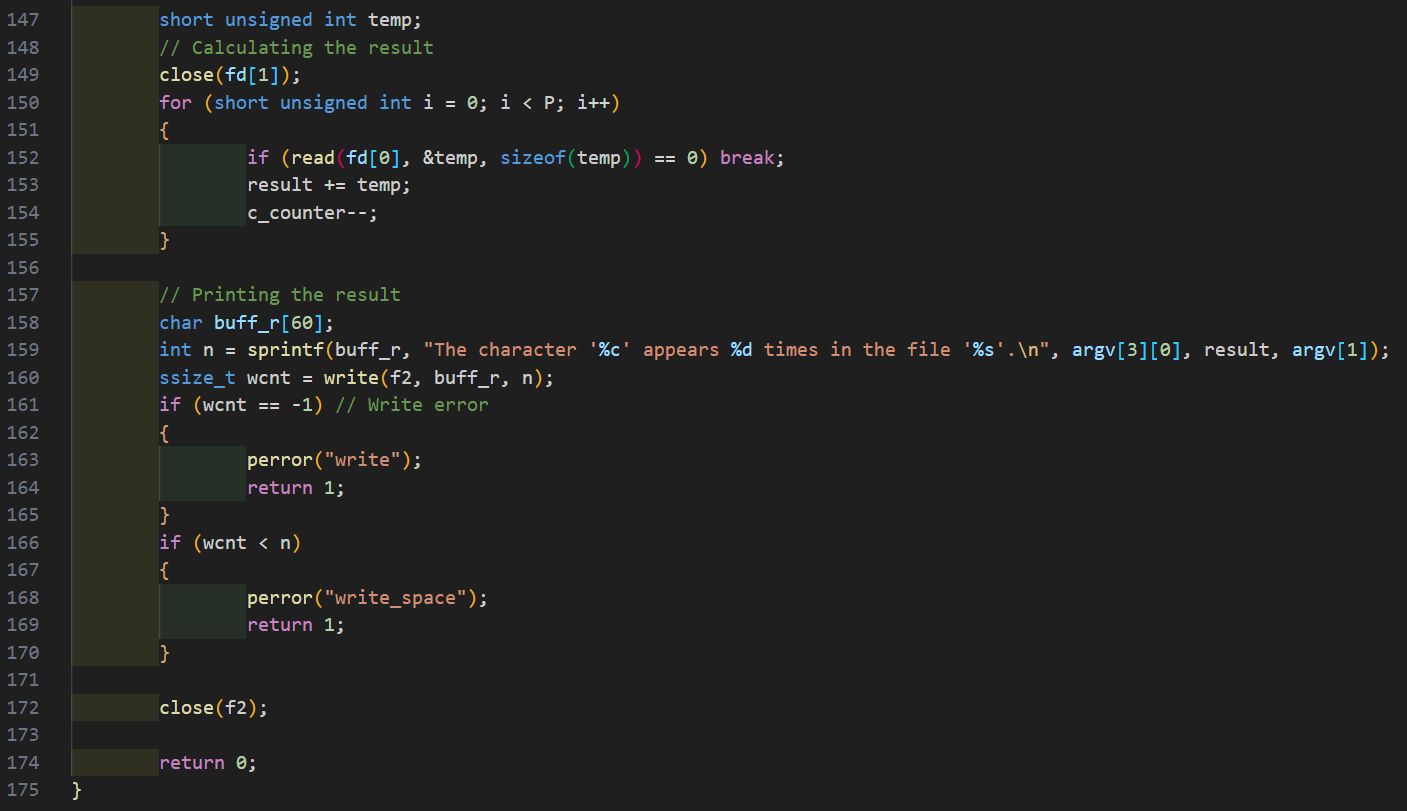 147 short unsigned int temp;
148 // Calculating the result
149 close(fd[1]);
150 for (short unsigned int i = 0; i < P; i++)
151 {
152 if (read(fd[0], &temp, sizeof(temp)) == 0) break;
153 result += temp;
154 c_counter--;
155 }
156
157 // Printing the result
158 char buff_r[60];
159 int n = sprintf(buff_r, "The character '%c' appears %d times in the file '%s'.\n", argv[3][0], result, argv[1]);
160 ssize_t wcnt = write(f2, buff_r, n);
161 if (wcnt == -1) // Write error
162 {
163 perror("write");
164 return 1;
165 }
166 if (wcnt < n)
167 {
168 perror("write_space");
169 return 1;
170 }
171
172 close(f2);
173
174 return 0;
175 }